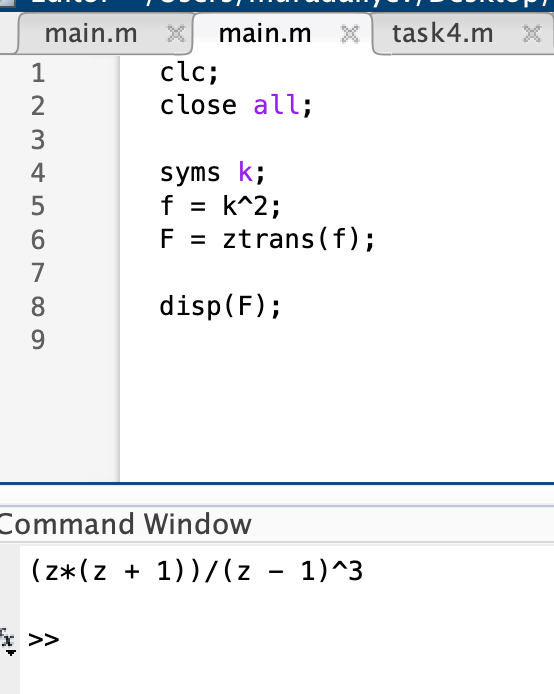 main.m main.m task4.m
1 clc;
2 close all;
3
4 syms k;
5 f = k^2;
6 F = ztrans(f);
7
8 disp(F);
9
Command Window
(z*(z + 1))/(z - 1)^3
fx >>